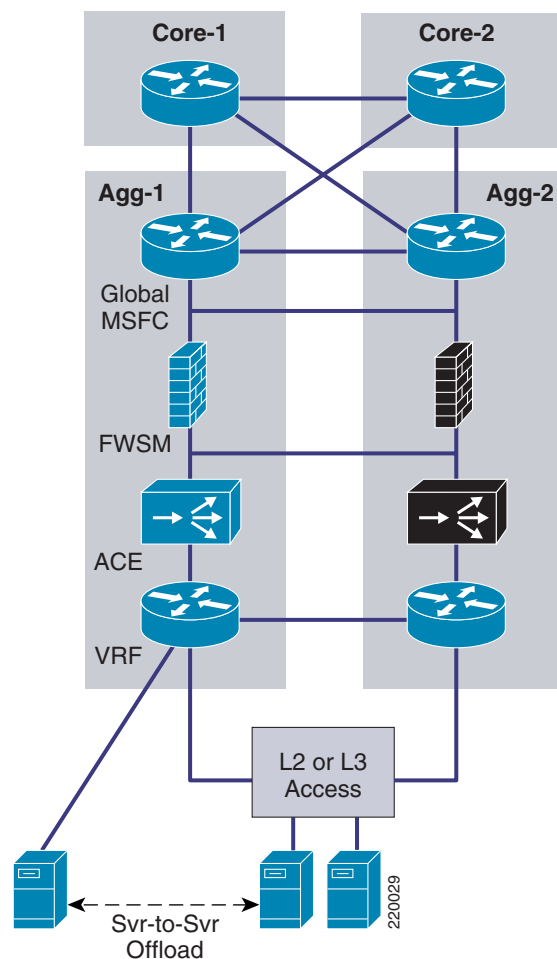 Core-1
Core-2
Agg-1
Agg-2
Global
MSFC
FWSM
ACE
VRF
L2 or L3
Access
Svr-to-Svr
Offload
220029